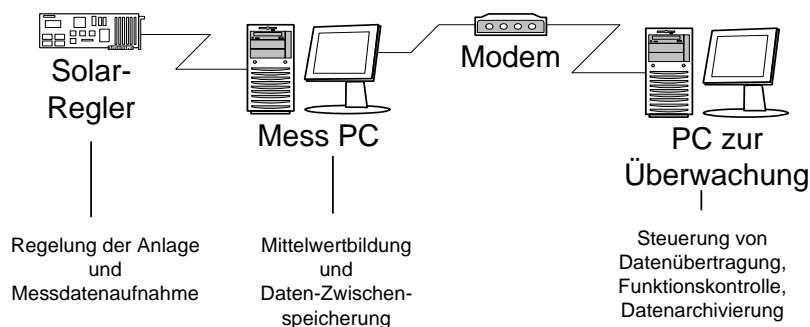 Solar-
Regler
Mess PC
Modem
PC zur
Überwachung
Regelung der Anlage
und
Messdatenaufnahme
Mittelwertbildung
und
Daten-Zwischen-
speicherung
Steuerung von
Datenübertragung,
Funktionskontrolle,
Datenarchivierung